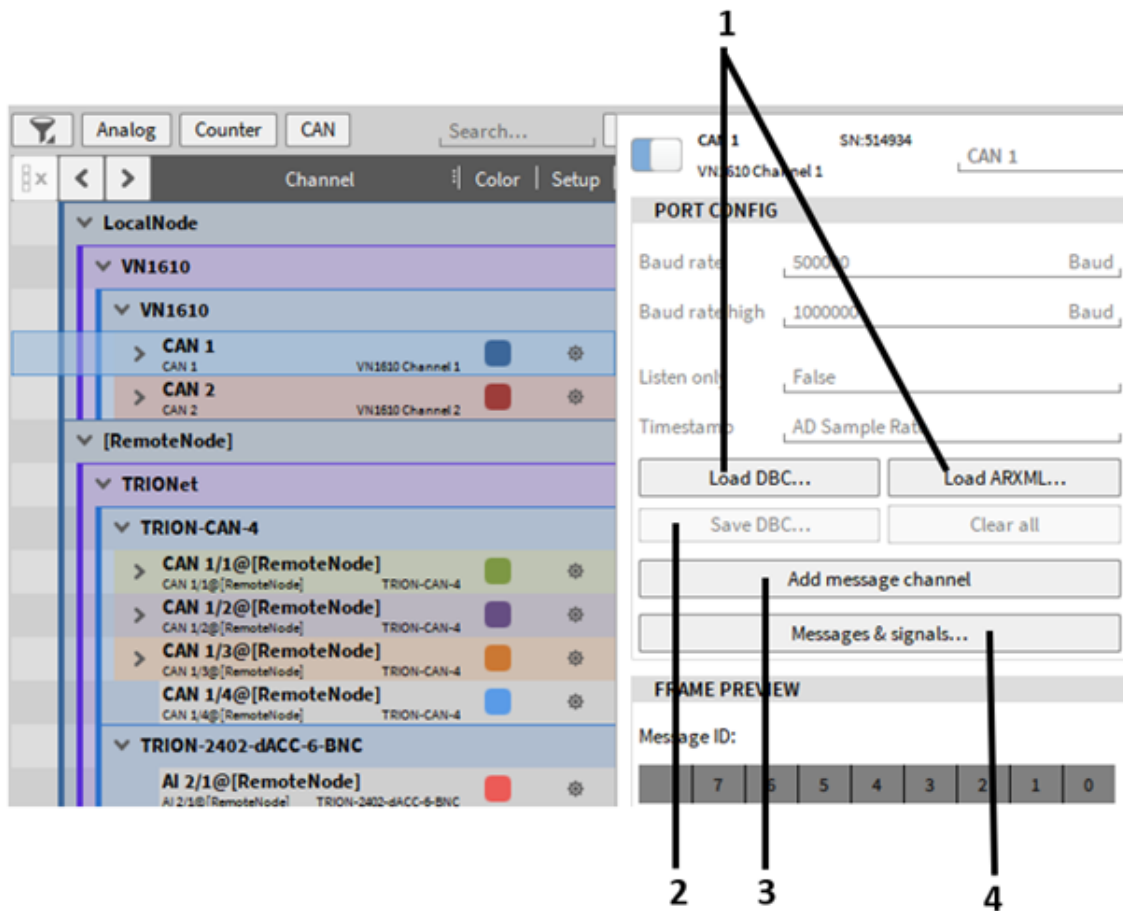 1
Analog Counter CAN Search...
Channel Color Setup
LocalNode
VN1610
VN1610
CAN 1
CAN 1 VN1610 Channel 1
CAN 2
CAN 2 VN1610 Channel 2
[RemoteNode]
TRIONet
TRION-CAN-4
CAN 1/1@[RemoteNode]
CAN 1/1@[RemoteNode] TRION-CAN-4
CAN 1/2@[RemoteNode]
CAN 1/2@[RemoteNode] TRION-CAN-4
CAN 1/3@[RemoteNode]
CAN 1/3@[RemoteNode] TRION-CAN-4
CAN 1/4@[RemoteNode]
CAN 1/4@[RemoteNode] TRION-CAN-4
TRION-2402-dACC-6-BNC
AI 2/1@[RemoteNode]
AI 2/1@[RemoteNode] TRION-2402-dACC-6-BNC
CAN 1 SN:514934 CAN 1
VN1610 Channel 1
PORT CONFIG
Baud rate 500000 Baud
Baud rate high 1000000 Baud
Listen only False
Timestamp AD Sample Rate
Load DBC... Load ARXML...
Save DBC... Clear all
Add message channel
Messages & signals...
FRAME PREVIEW
Message ID:
7 6 5 4 3 2 1 0
2 3 4